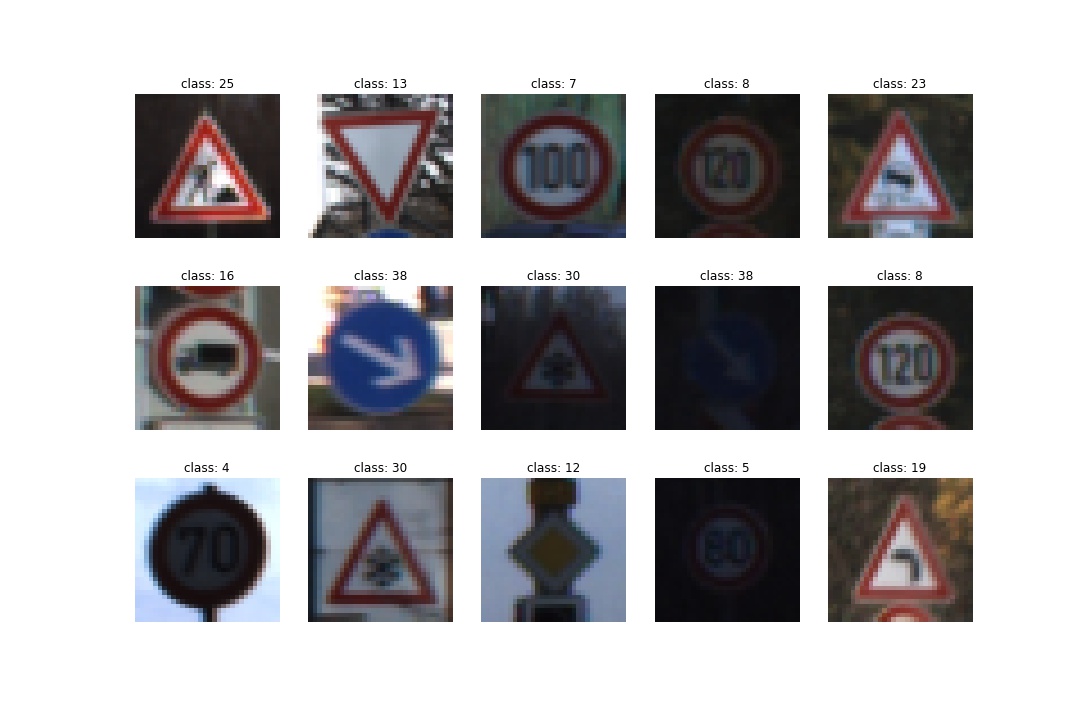 class: 25
class: 13
class: 7
class: 8
class: 23
100
120
class: 16
class: 38
class: 30
class: 38
class: 8
120
class: 4
class: 30
class: 12
class: 5
class: 19
70
80